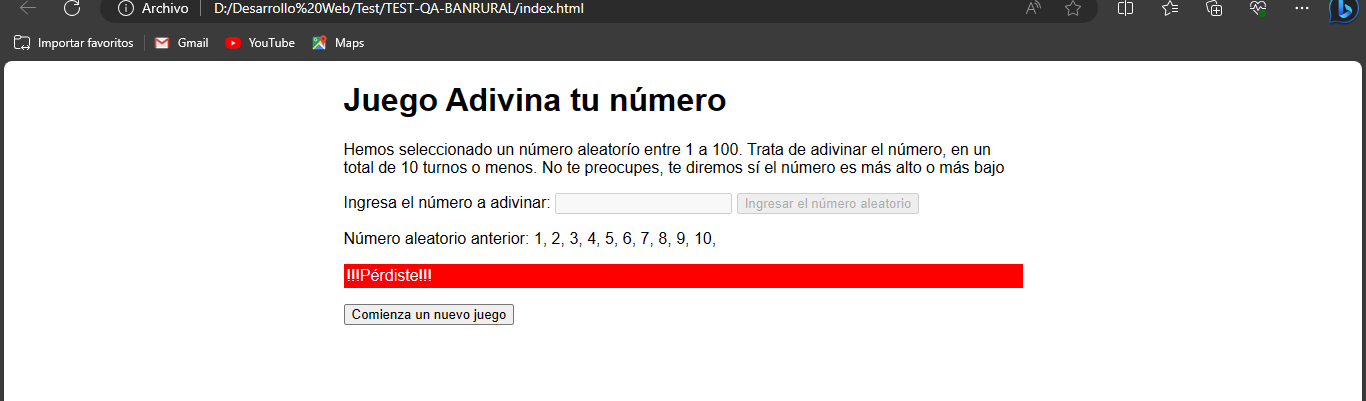 Archivo D:/Desarrollo%20Web/Test/TEST-QA-BANRURAL/index.html
Importar favoritos Gmail YouTube Maps
Juego Adivina tu número
Hemos seleccionado un número aleatorío entre 1 a 100. Trata de adivinar el número, en un
total de 10 turnos o menos. No te preocupes, te diremos sí el número es más alto o más bajo
Ingresa el número a adivinar: Ingresar el número aleatorio
Número aleatorio anterior: 1, 2, 3, 4, 5, 6, 7, 8, 9, 10,
!!!Pérdiste!!!
Comienza un nuevo juego